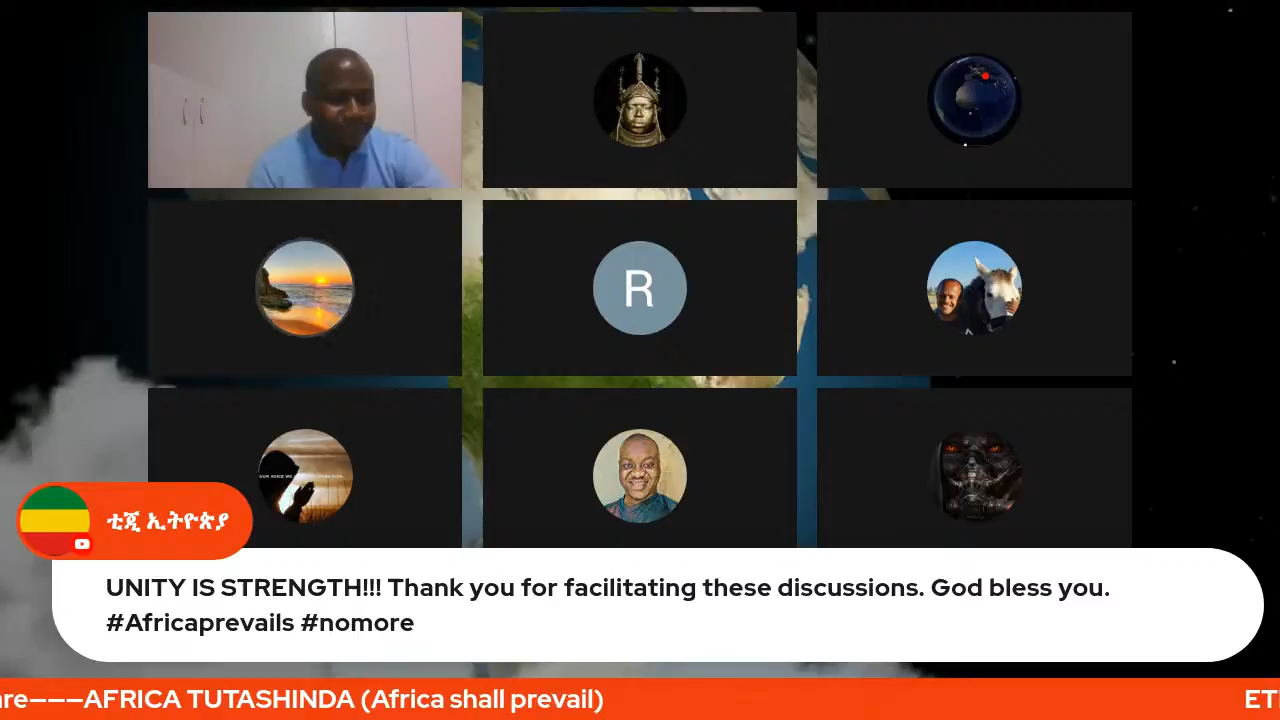 R
ቲጂ ኢትዮጵያ
UNITY IS STRENGTH!!! Thank you for facilitating these discussions. God bless you.
#Africaprevails #nomore
are–––AFRICA TUTASHINDA (Africa shall prevail)